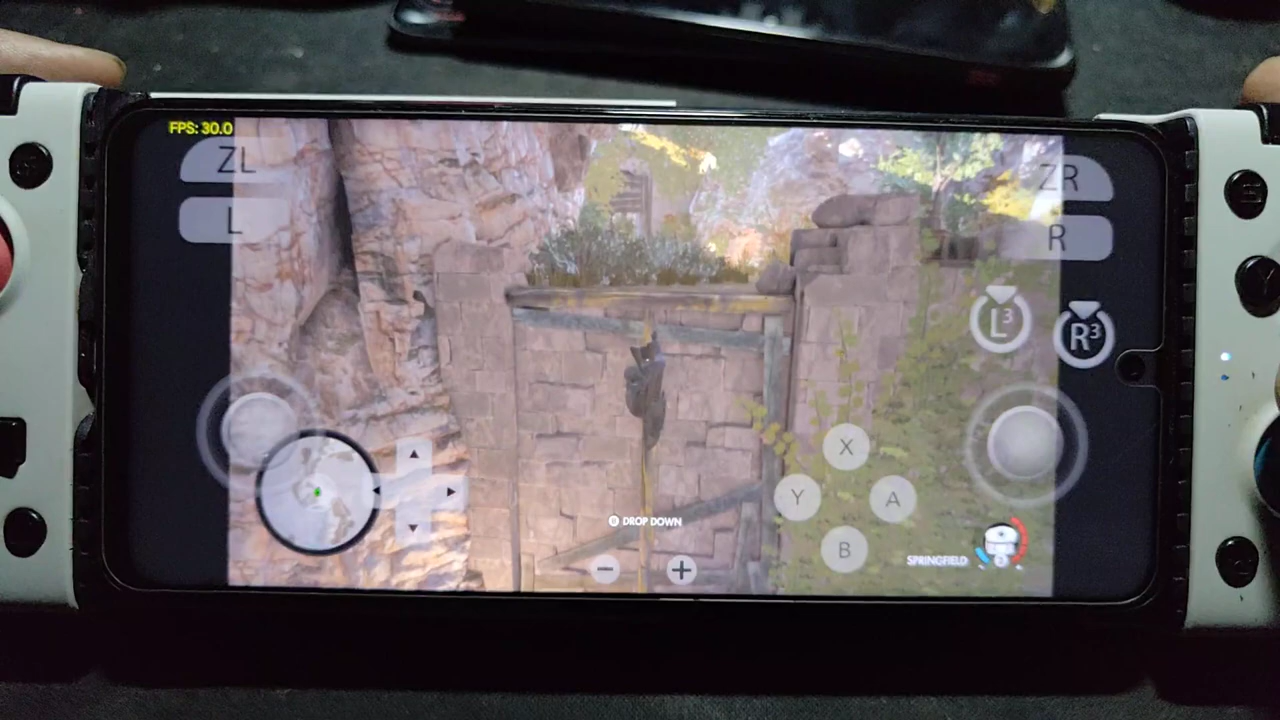 FPS: 30.0
ZL
ZR
L
R
L3
R3
X
Y
A
B
B DROP DOWN
SPRINGFIELD